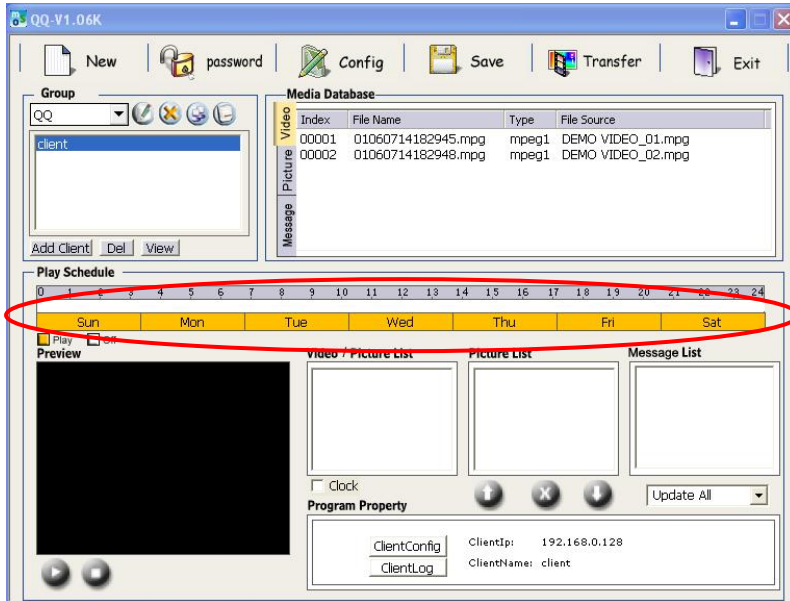 QQ-V1.06K
New password Config Save Transfer Exit
Group
QQ
client
Add Client Del View
Media Database
Video
Picture
Message
Index File Name Type File Source
00001 01060714182945.mpg mpeg1 DEMO VIDEO_01.mpg
00002 01060714182948.mpg mpeg1 DEMO VIDEO_02.mpg
Play Schedule
0 1 2 3 4 5 6 7 8 9 10 11 12 13 14 15 16 17 18 19 20 21 22 23 24
Sun Mon Tue Wed Thu Fri Sat
Play Off
Preview
Video / Picture List Picture List Message List
Clock
Update All
Program Property
ClientConfig ClientIp: 192.168.0.128
ClientLog ClientName: client